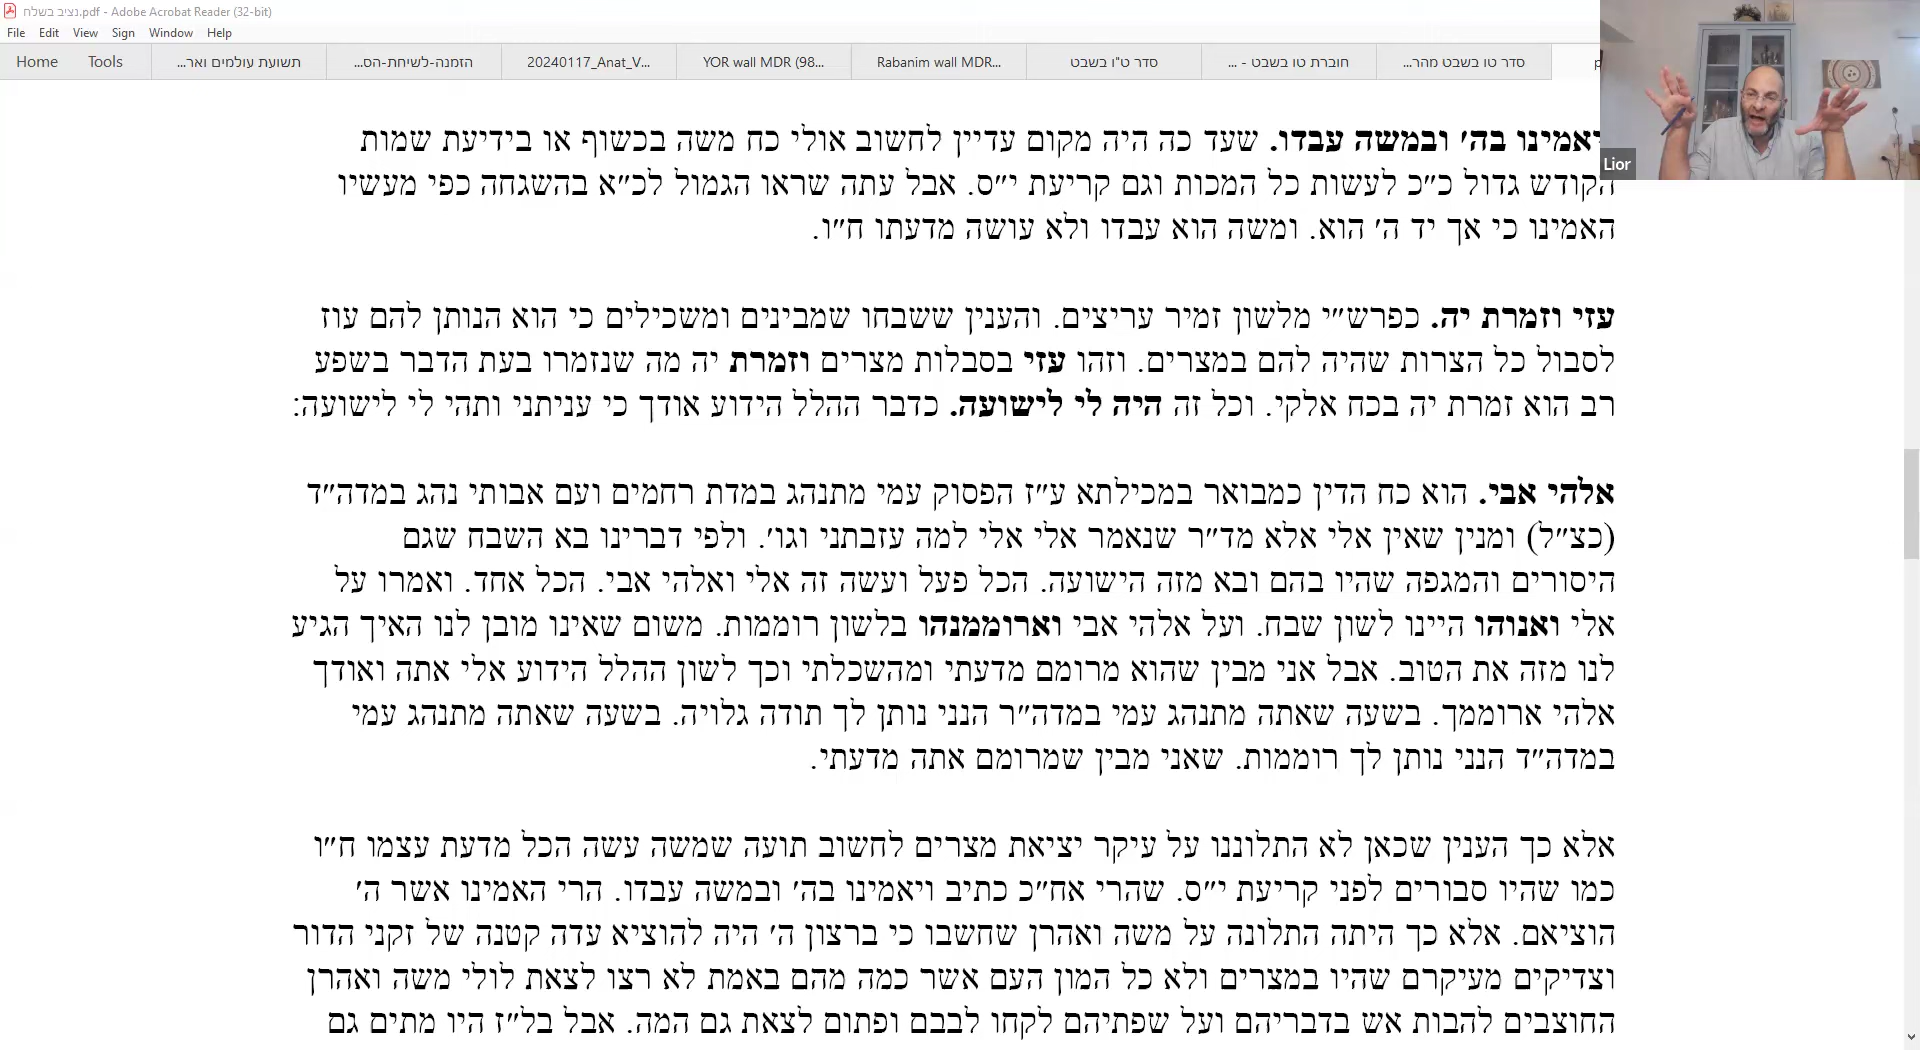 נציב בשלח.pdf - Adobe Acrobat Reader (32-bit)
File Edit View Sign Window Help
Home Tools תשועת עולמים ואר... הזמנה-לשיחת-הס... 20240117_Anat_V... YOR wall MDR (98... Rabanim wall MDR... סדר ט"ו בשבט חוברת טו בשבט - ... סדר טו בשבט מהר...
Lior
ויאמינו בה' ובמשה עבדו. שעד כה היה מקום עדיין לחשוב אולי כח משה בכשוף או בידיעת שמות
הקודש גדול כ"כ לעשות כל המכות וגם קריעת י"ס. אבל עתה שראו הגמול לכ"א בהשגחה כפי מעשיו
האמינו כי אך יד ה' הוא. ומשה הוא עבדו ולא עושה מדעתו ח"ו.
עזי וזמרת יה. כפרש"י מלשון זמיר עריצים. והענין ששבחו שמבינים ומשכילים כי הוא הנותן להם עוז
לסבול כל הצרות שהיה להם במצרים. וזהו עזי בסבלות מצרים וזמרת יה מה שנזמרו בעת הדבר בשפע
רב הוא זמרת יה בכח אלקי. וכל זה היה לי לישועה. כדבר ההלל הידוע אודך כי עניתני ותהי לי לישועה:
אלהי אבי. הוא כח הדין כמבואר במכילתא ע"ז הפסוק עמי מתנהג במדת רחמים ועם אבותי נהג במדה"ד
(כצ"ל) ומנין שאין אלי אלא מד"ר שנאמר אלי אלי למה עזבתני וגו'. ולפי דברינו בא השבח שגם
היסורים והמגפה שהיו בהם ובא מזה הישועה. הכל פעל ועשה זה אלי ואלהי אבי. הכל אחד. ואמרו על
אלי ואנוהו היינו לשון שבח. ועל אלהי אבי וארוממנהו בלשון רוממות. משום שאינו מובן לנו האיך הגיע
לנו מזה את הטוב. אבל אני מבין שהוא מרומם מדעתי ומהשכלתי וכך לשון ההלל הידוע אלי אתה ואודך
אלהי ארוממך. בשעה שאתה מתנהג עמי במדה"ר הנני נותן לך תודה גלויה. בשעה שאתה מתנהג עמי
במדה"ד הנני נותן לך רוממות. שאני מבין שמרומם אתה מדעתי.
אלא כך הענין שכאן לא התלוננו על עיקר יציאת מצרים לחשוב תועה שמשה עשה הכל מדעת עצמו ח"ו
כמו שהיו סבורים לפני קריעת י"ס. שהרי אח"כ כתיב ויאמינו בה' ובמשה עבדו. הרי האמינו אשר ה'
הוציאם. אלא כך היתה התלונה על משה ואהרן שחשבו כי ברצון ה' היה להוציא עדה קטנה של זקני הדור
וצדיקים מעיקרם שהיו במצרים ולא כל המון העם אשר כמה מהם באמת לא רצו לצאת לולי משה ואהרן
החוצבים להבות אש בדבריהם ועל שפתיהם לקחו לבבם ופתום לצאת גם המה. אבל בל"ז היו מתים גם